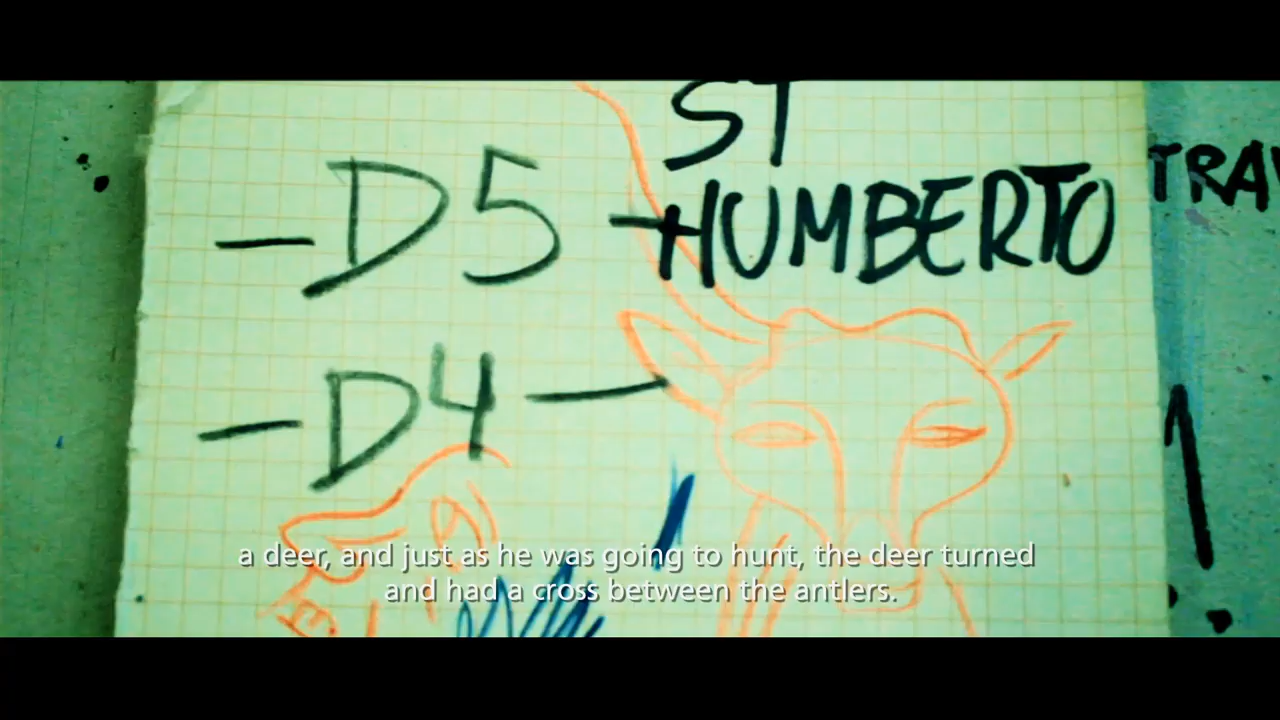 ST
-D5 -HUMBERTO
-D4 -
TRAV
1
a deer, and just as he was going to hunt, the deer turned
and had a cross between the antlers.